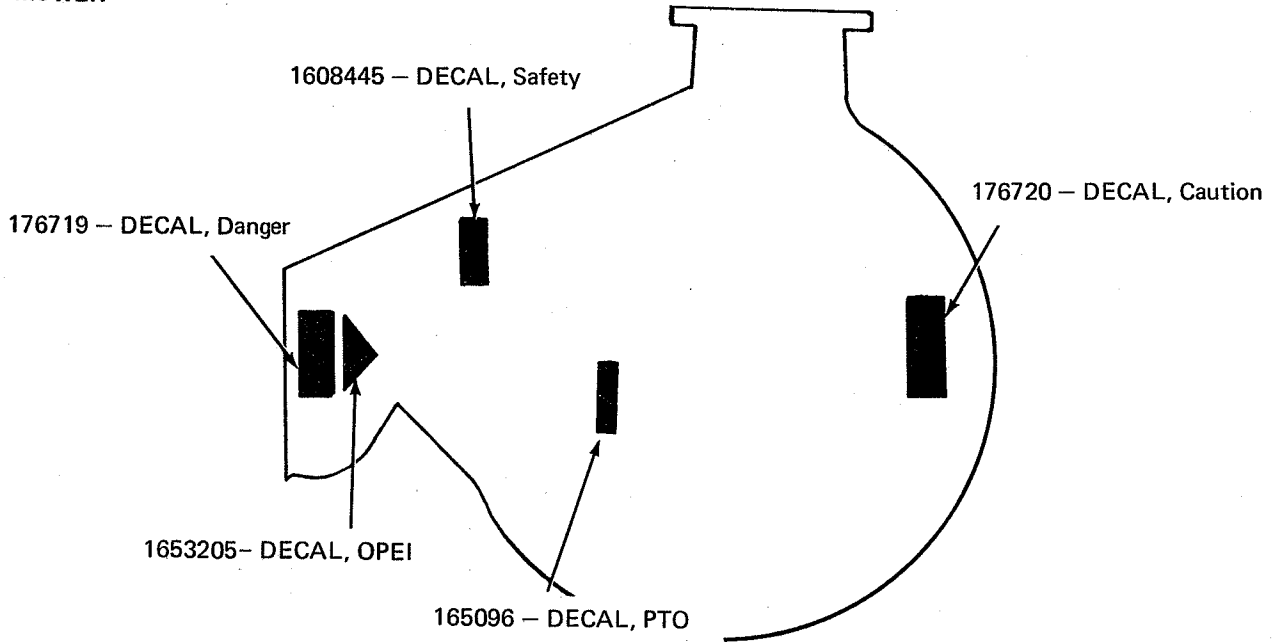 1608445 — DECAL, Safety
176720 — DECAL, Caution
176719 — DECAL, Danger
1653205– DECAL, OPEI
165096 — DECAL, PTO